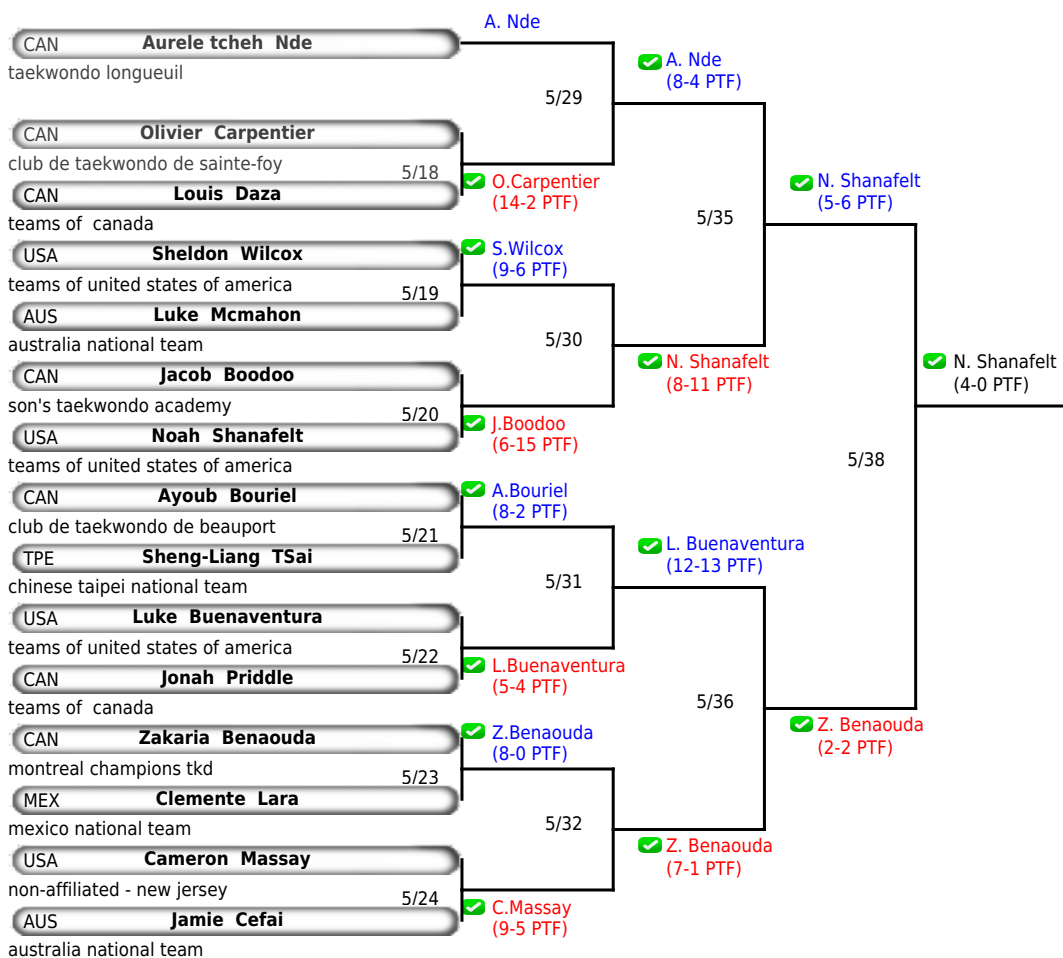 A. Nde
CAN Aurele tcheh Nde
taekwondo longueuil
A. Nde
(8-4 PTF)
5/29
CAN Olivier Carpentier
club de taekwondo de sainte-foy
5/18
O.Carpentier
(14-2 PTF)
CAN Louis Daza
teams of canada
N. Shanafelt
(5-6 PTF)
5/35
USA Sheldon Wilcox
teams of united states of america
S.Wilcox
(9-6 PTF)
5/19
AUS Luke Mcmahon
australia national team
5/30
CAN Jacob Boodoo
son's taekwondo academy
N. Shanafelt
(8-11 PTF)
N. Shanafelt
(4-0 PTF)
5/20
J.Boodoo
(6-15 PTF)
USA Noah Shanafelt
teams of united states of america
5/38
CAN Ayoub Bouriel
club de taekwondo de beauport
A.Bouriel
(8-2 PTF)
5/21
TPE Sheng-Liang TSai
chinese taipei national team
L. Buenaventura
(12-13 PTF)
5/31
USA Luke Buenaventura
teams of united states of america
5/22
L.Buenaventura
(5-4 PTF)
CAN Jonah Priddle
teams of canada
5/36
CAN Zakaria Benaouda
montreal champions tkd
Z.Benaouda
(8-0 PTF)
Z. Benaouda
(2-2 PTF)
5/23
MEX Clemente Lara
mexico national team
5/32
USA Cameron Massay
non-affiliated - new jersey
Z. Benaouda
(7-1 PTF)
5/24
C.Massay
(9-5 PTF)
AUS Jamie Cefai
australia national team